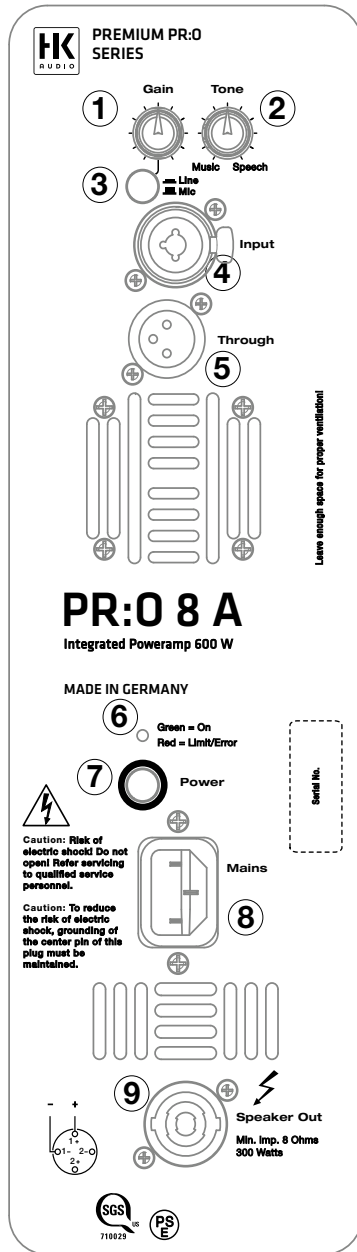 HK
AUDIO
PREMIUM PR:O
SERIES
Gain
Tone
1
2
Music
Speech
3
Line
Mic
Input
4
Through
5
Leave enough space for proper ventilation!
PR:O 8 A
Integrated Poweramp 600 W
MADE IN GERMANY
6
Green = On
Red = Limit/Error
7
Power
Serial No.
Caution: Risk of
electric shock! Do not
open! Refer servicing
to qualified service
personnel.
Mains
Caution: To reduce
the risk of electric
shock, grounding of
the center pin of this
plug must be
maintained.
8
9
Speaker Out
Min. Imp. 8 Ohms
300 Watts
- +
1+
1- 2-
2+
SGS
US
710029
PS
E